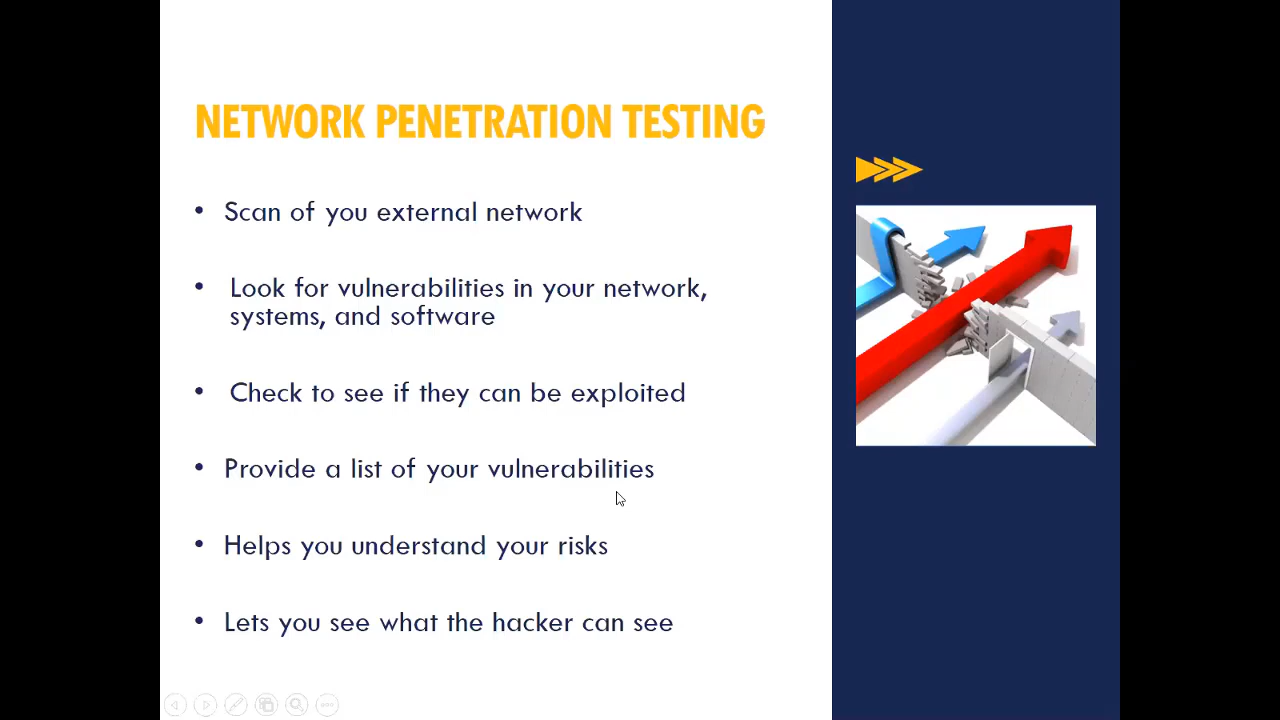 NETWORK PENETRATION TESTING
• Scan of you external network
• Look for vulnerabilities in your network,
systems, and software
• Check to see if they can be exploited
• Provide a list of your vulnerabilities
• Helps you understand your risks
• Lets you see what the hacker can see